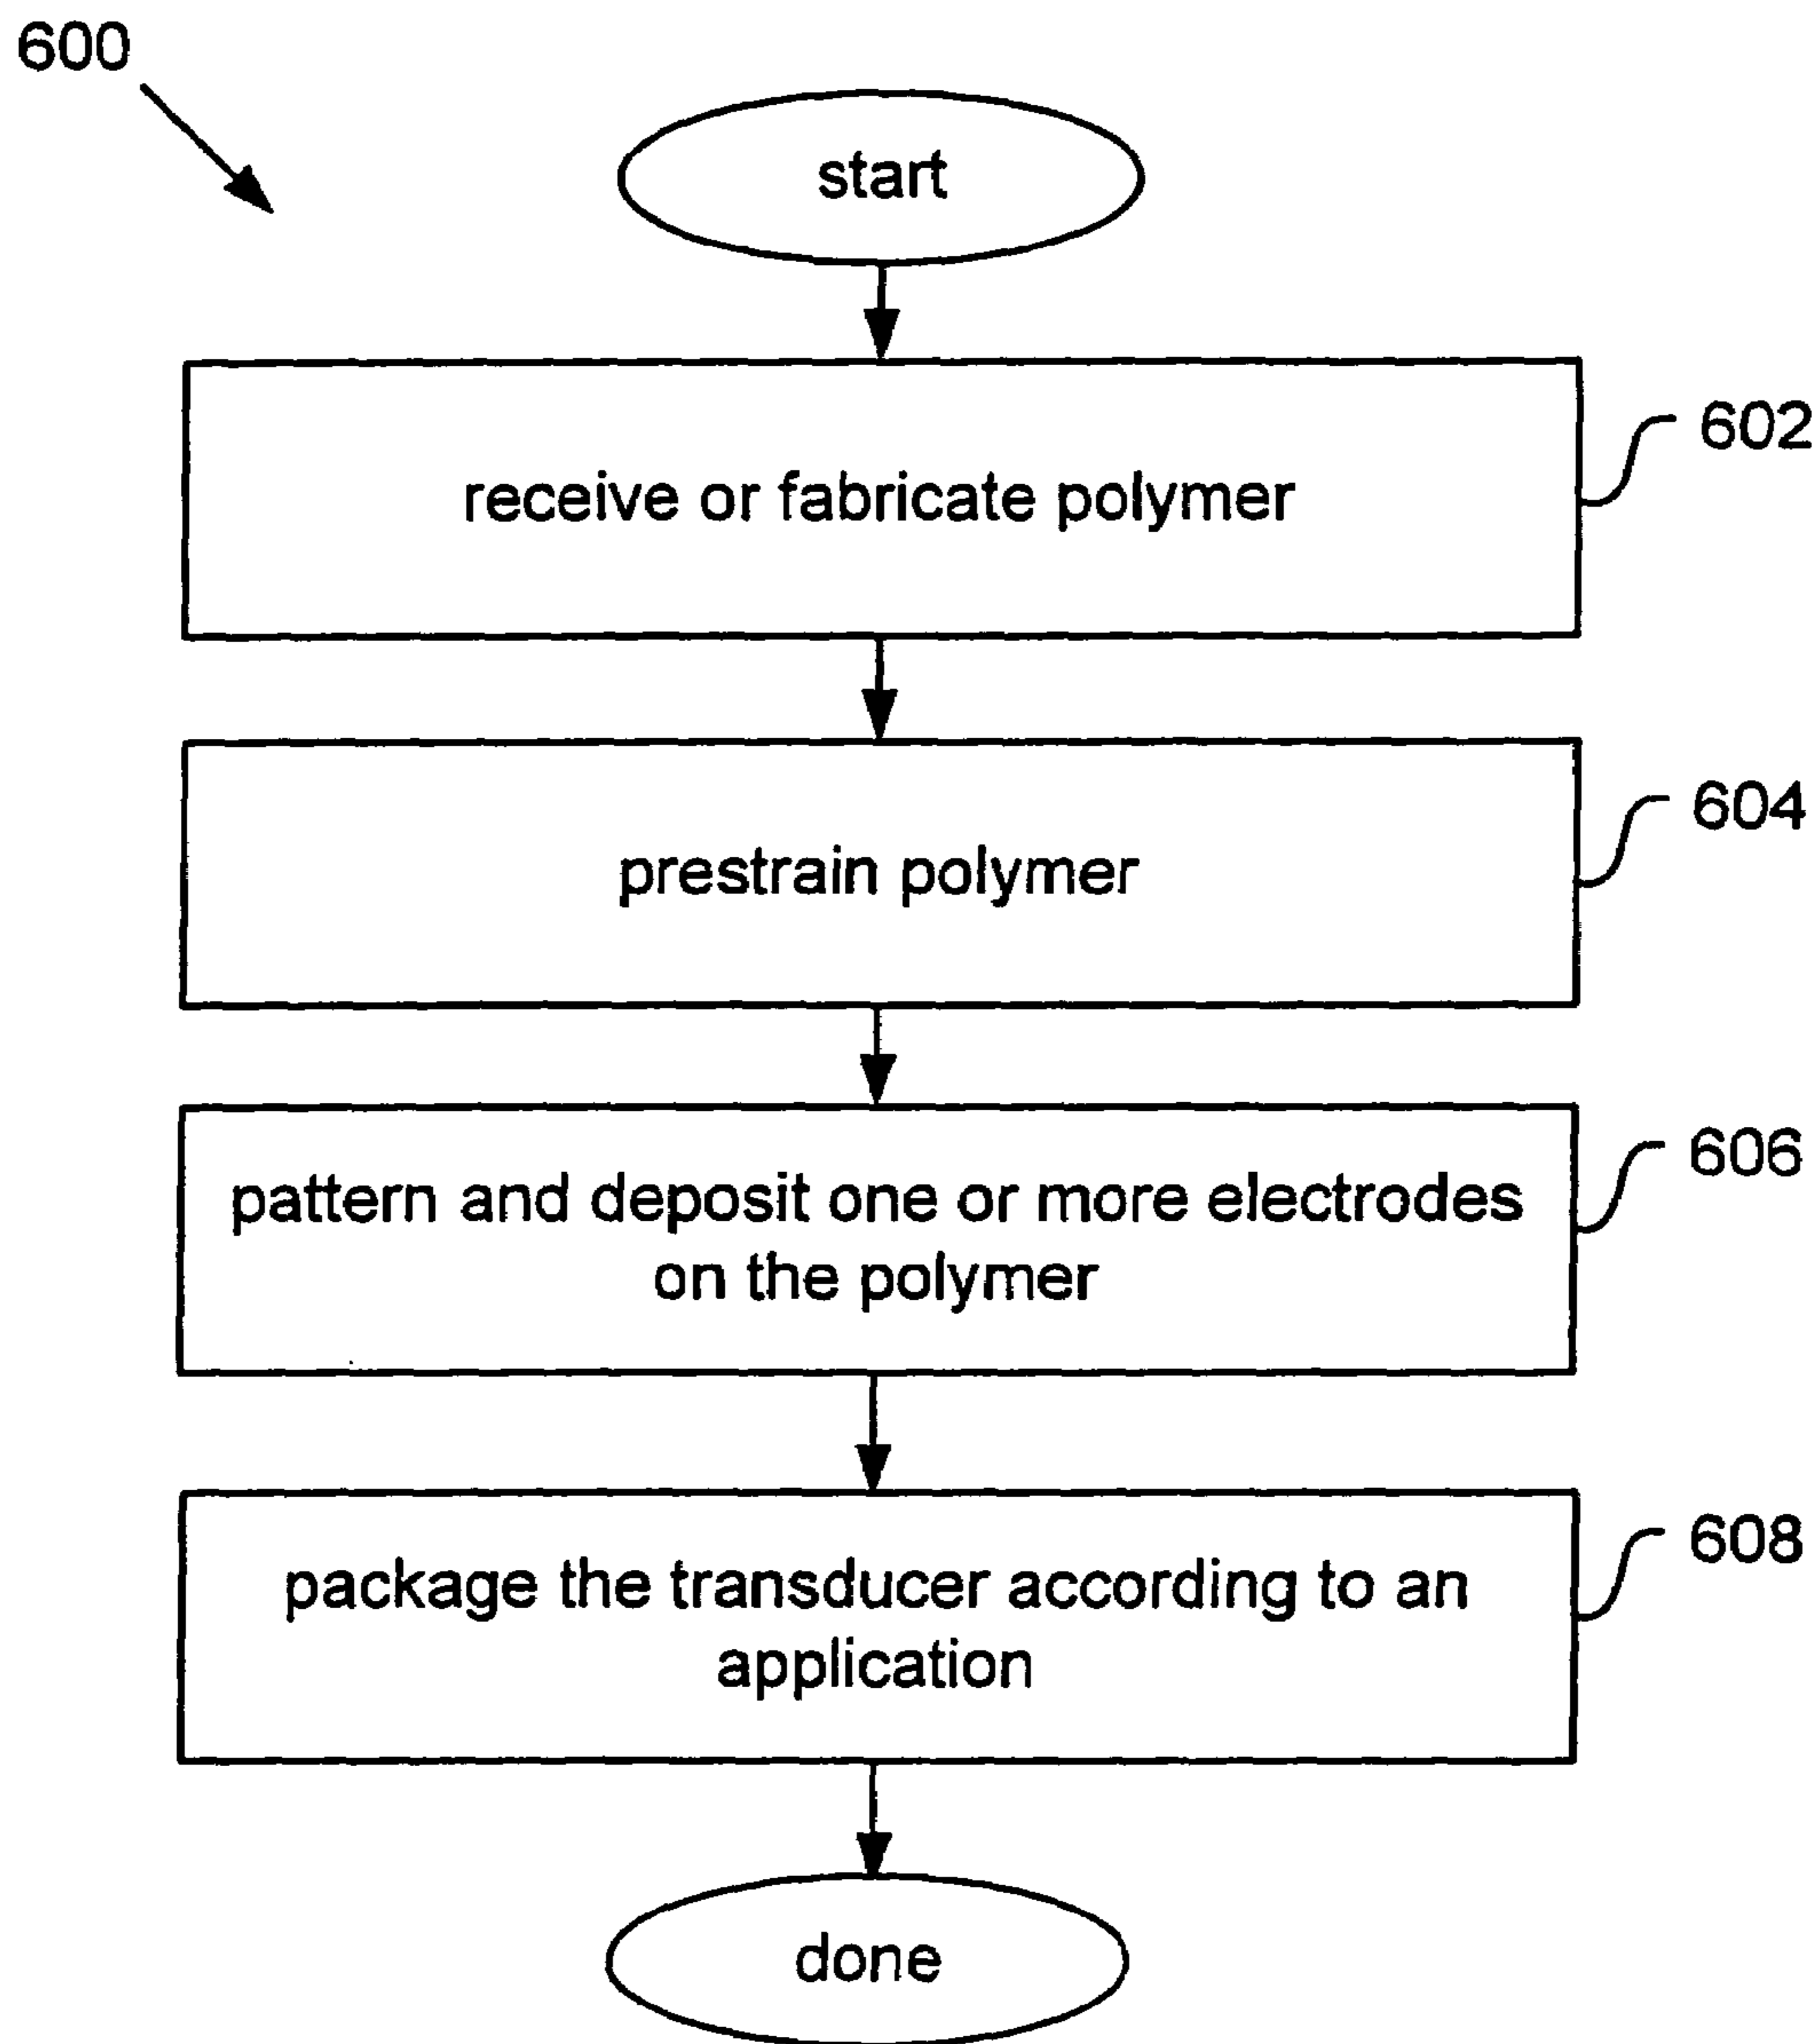 600
start
receive or fabricate polymer
602
prestrain polymer
604
pattern and deposit one or more electrodes
on the polymer
606
package the transducer according to an
application
608
done